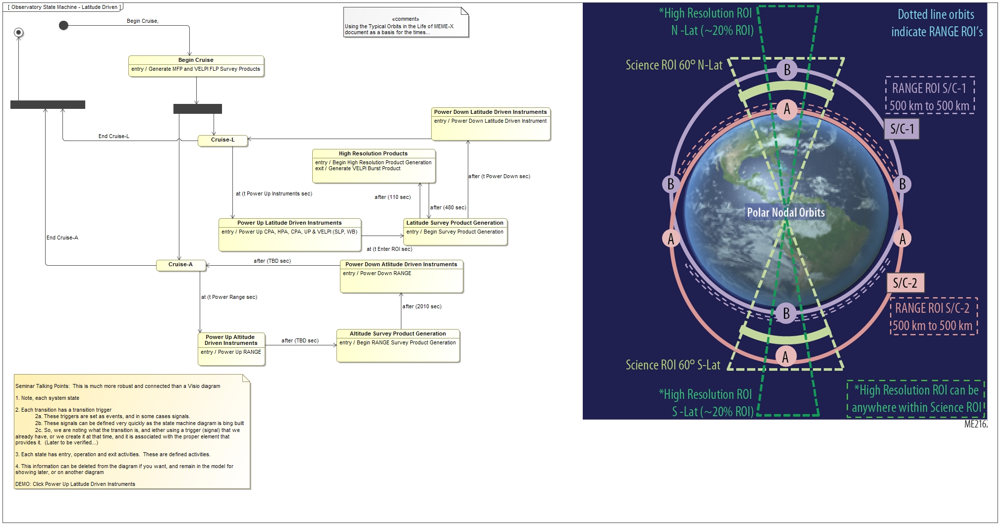 [ Observatory State Machine - Latitude Driven ]
Begin Cruise,
«comment»
Using the Typical Orbits in the Life of MEME-X
document as a basis for the times...
Begin Cruise
entry / Generate MFP and VELPI FLP Survey Products
Power Down Latitude Driven Instruments
entry / Power Down Latitude Driven Instrument
End Cruise-L
Cruise-L
High Resolution Products
entry / Begin High Resolution Product Generation
exit / Generate VELPI Burst Product
after (t Power Down sec)
at (t Power Up Instruments sec)
after (110 sec)
after (480 sec)
Power Up Latitude Driven Instruments
entry / Power Up CPA, HPA, CPA, UP & VELPI (SLP, WB)
Latitude Survey Product Generation
entry / Begin Survey Product Generation
at (t Enter ROI sec)
End Cruise-A
Cruise-A
after (TBD sec)
Power Down Atlitude Driven Instruments
entry / Power Down RANGE
at (t Power Range sec)
after (2010 sec)
Power Up Altitude
Driven Instruments
entry / Power Up RANGE
after (TBD sec)
Altitude Survey Product Generation
entry / Begin RANGE Survey Product Generation
Seminar Talking Points:  This is much more robust and connected than a Visio diagram
1. Note, each system state
2. Each transition has a transition trigger
2a. These triggers are set as events, and in some cases signals.
2b. These signals can be defined very quickly as the state machine diagram is bing built
2c. So, we are noting what the transition is, and iether using a trigger (signal) that we
already have, or we create it at that time, and it is associated with the proper element that
provides it.  (Later to be verified...)
3. Each state has entry, operation and exit activities.  These are defined activities.
4. This information can be deleted from the diagram if you want, and remain in the model for
showing later, or on another diagram
DEMO: Click Power Up Latitude Driven Instruments
*High Resolution ROI
N -Lat (~20% ROI)
Dotted line orbits
indicate RANGE ROI's
Science ROI 60° N-Lat
B
RANGE ROI S/C-1
500 km to 500 km
A
S/C-1
B
B
Polar Nodal Orbits
A
A
S/C-2
B
RANGE ROI S/C-2
500 km to 500 km
A
Science ROI 60° S-Lat
*High Resolution ROI
S -Lat (~20% ROI)
*High Resolution ROI can be
anywhere within Science ROI
ME2162